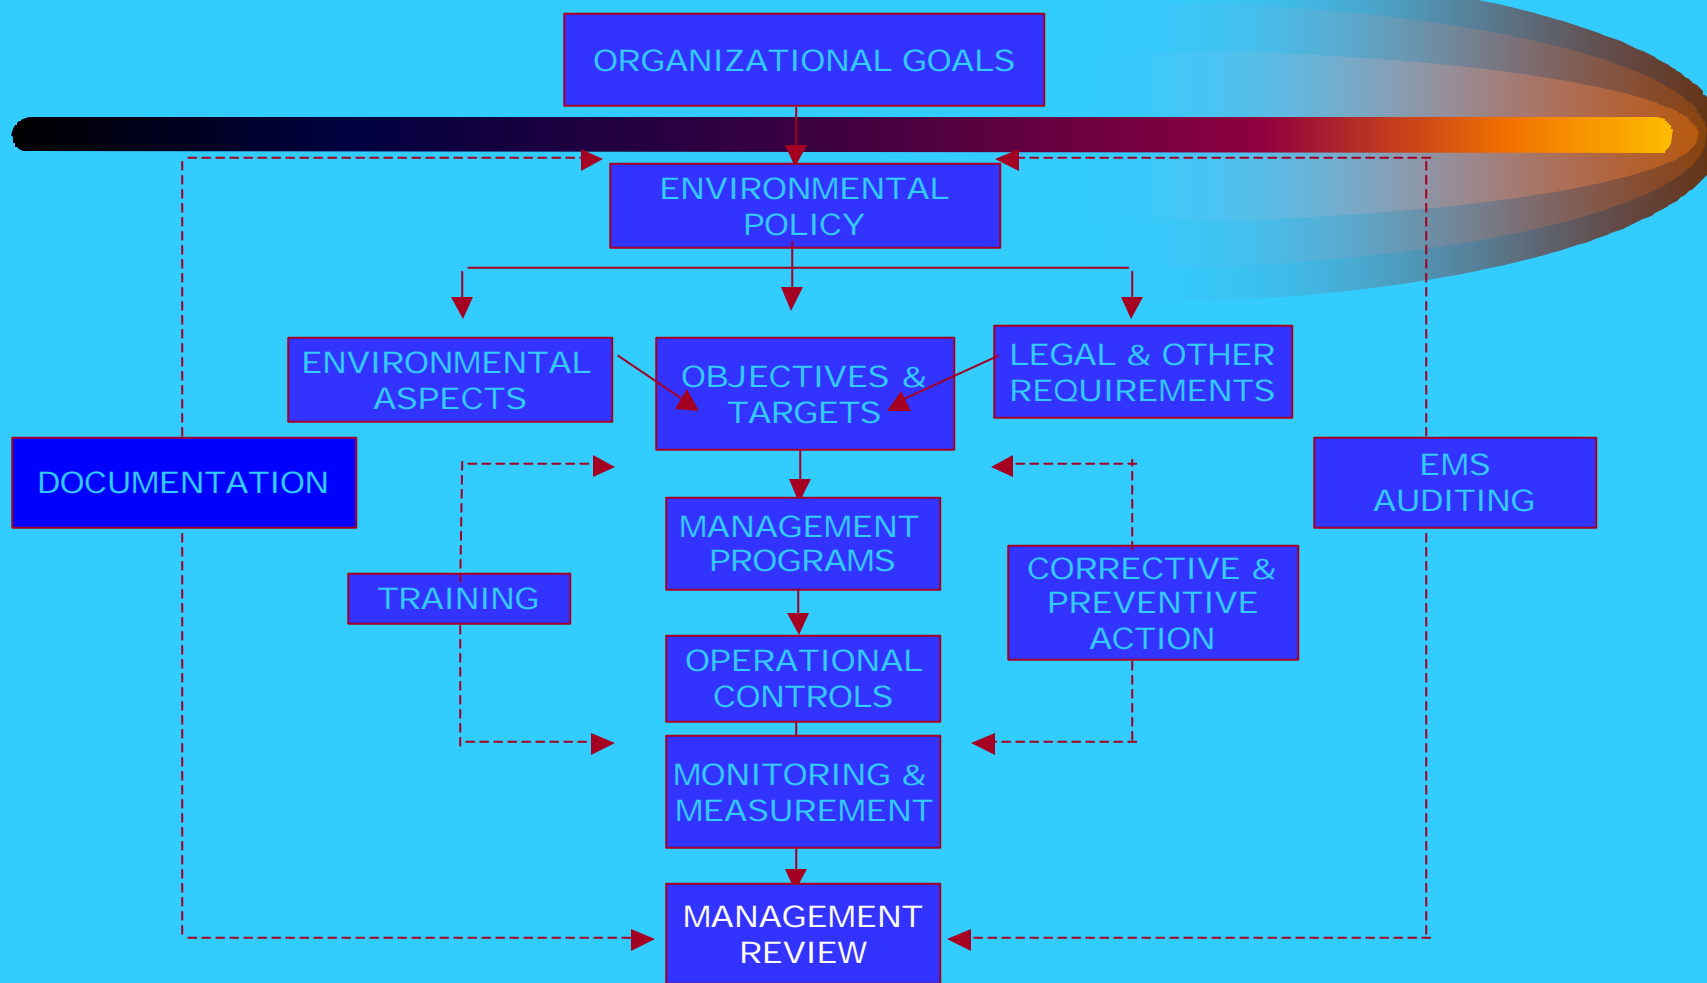 ORGANIZATIONAL GOALS
ENVIRONMENTAL
POLICY
ENVIRONMENTAL
ASPECTS
OBJECTIVES &
TARGETS
LEGAL & OTHER
REQUIREMENTS
DOCUMENTATION
EMS
AUDITING
MANAGEMENT
PROGRAMS
TRAINING
CORRECTIVE &
PREVENTIVE
ACTION
OPERATIONAL
CONTROLS
MONITORING &
MEASUREMENT
MANAGEMENT
REVIEW